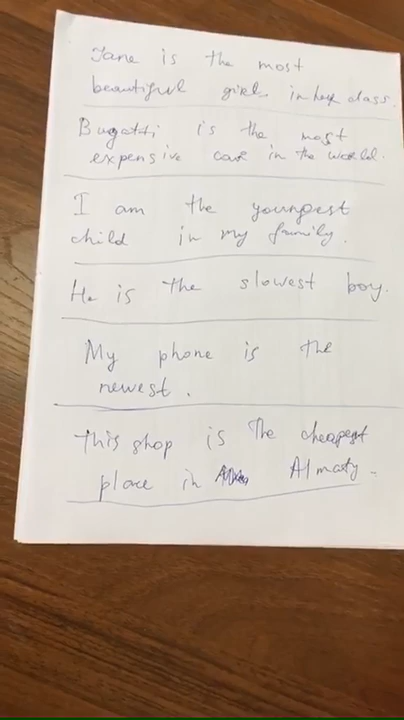 Jane is the most
beautiful girl in her class.
Bugatti is the most
expensive car in the world.
I am the youngest
child in my family.
He is the slowest boy.
My phone is the
newest.
This shop is the cheapest
place in Almaty.